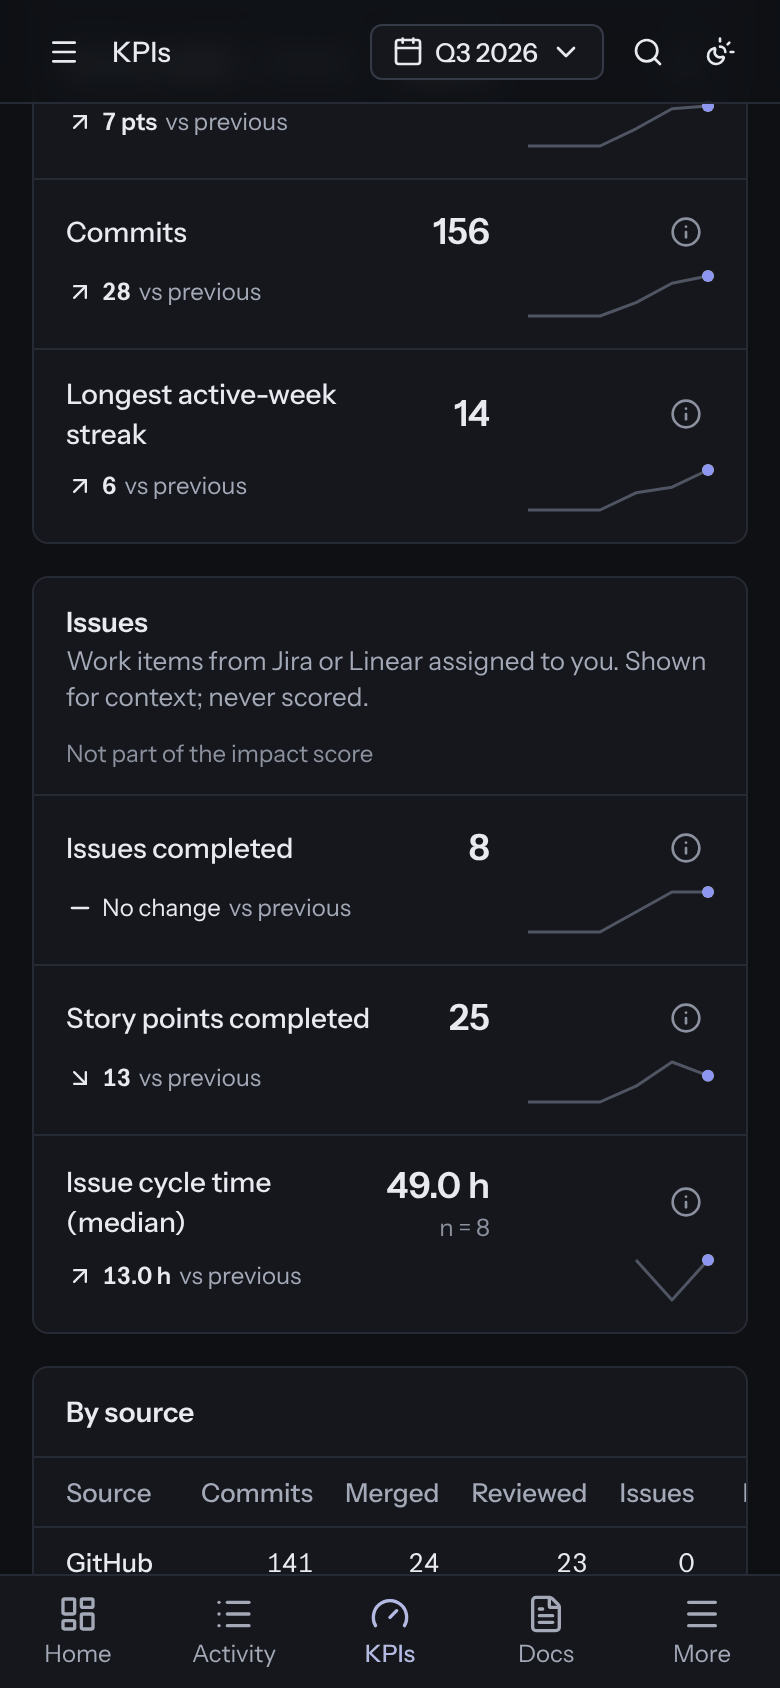 KPIs
Q3 2026
7 pts vs previous
Commits
156
28 vs previous
Longest active-week
streak
14
6 vs previous
Issues
Work items from Jira or Linear assigned to you. Shown
for context; never scored.
Not part of the impact score
Issues completed
8
No change vs previous
Story points completed
25
13 vs previous
Issue cycle time
(median)
49.0 h
n = 8
13.0 h vs previous
By source
Source Commits Merged Reviewed Issues
GitHub 141 24 23 0
Home Activity KPIs Docs More